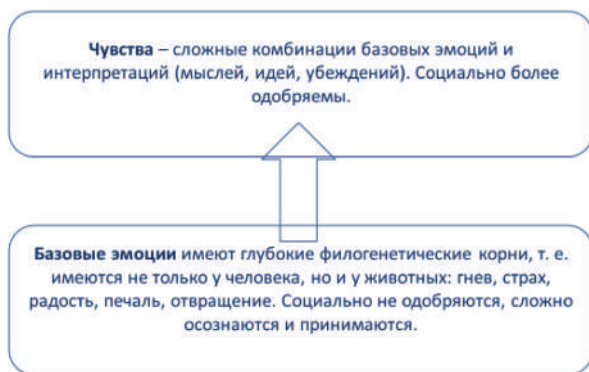 Чувства – сложные комбинации базовых эмоций и
интерпретаций (мыслей, идей, убеждений). Социально более
одобряемы.
Базовые эмоции имеют глубокие филогенетические корни, т. е.
имеются не только у человека, но и у животных: гнев, страх,
радость, печаль, отвращение. Социально не одобряются, сложно
осознаются и принимаются.